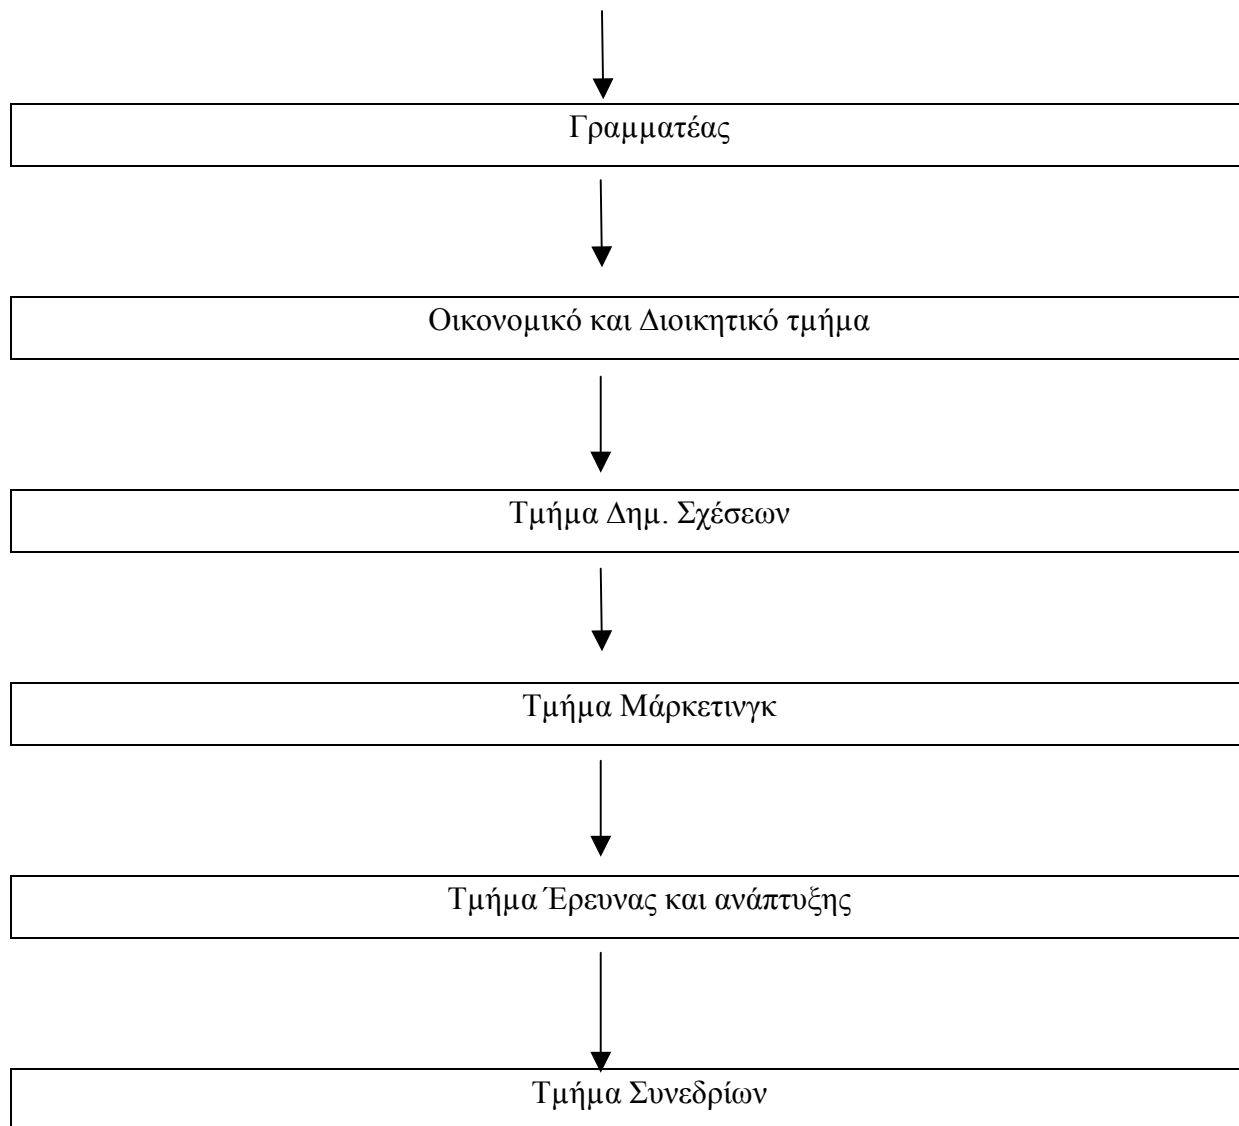 Γραμματέας
Οικονομικό και Διοικητικό τμήμα
Τμήμα Δημ. Σχέσεων
Τμήμα Μάρκετινγκ
Τμήμα Έρευνας και ανάπτυξης
Τμήμα Συνεδρίων